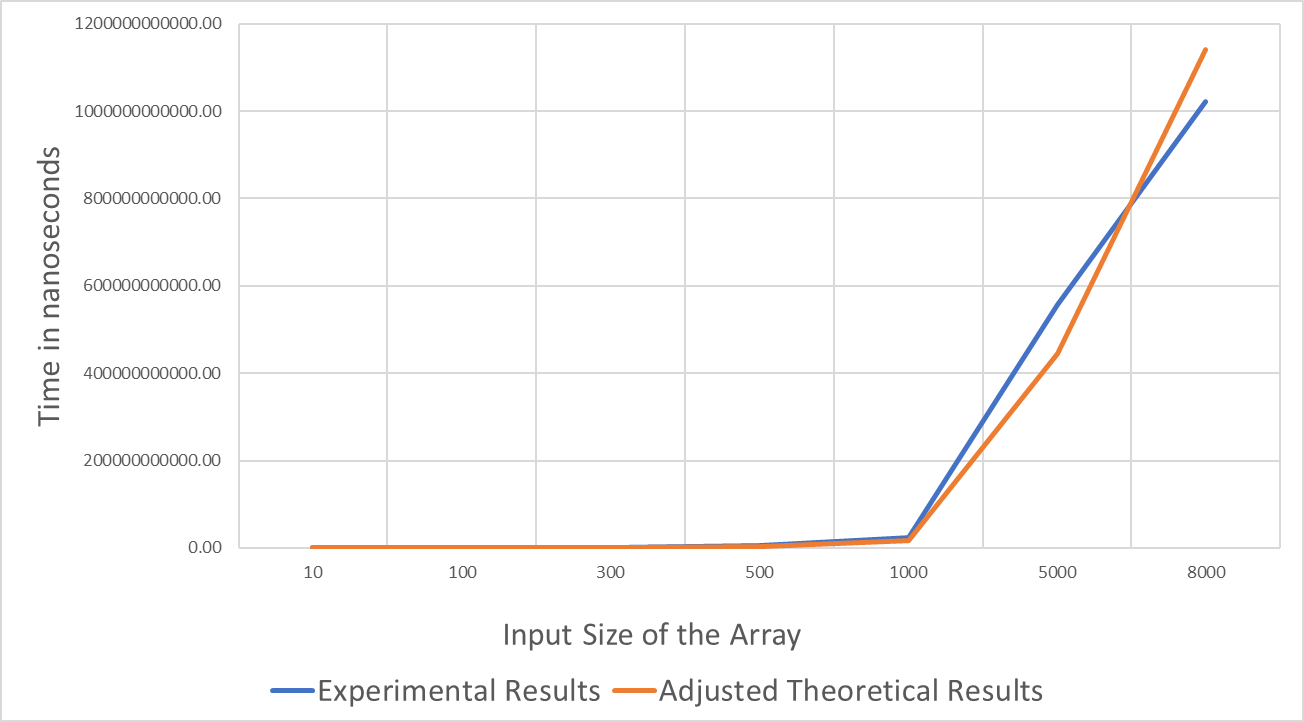 1200000000000.00
1000000000000.00
800000000000.00
600000000000.00
400000000000.00
200000000000.00
0.00
Time in nanoseconds
10 100 300 500 1000 5000 8000
Input Size of the Array
Experimental Results Adjusted Theoretical Results